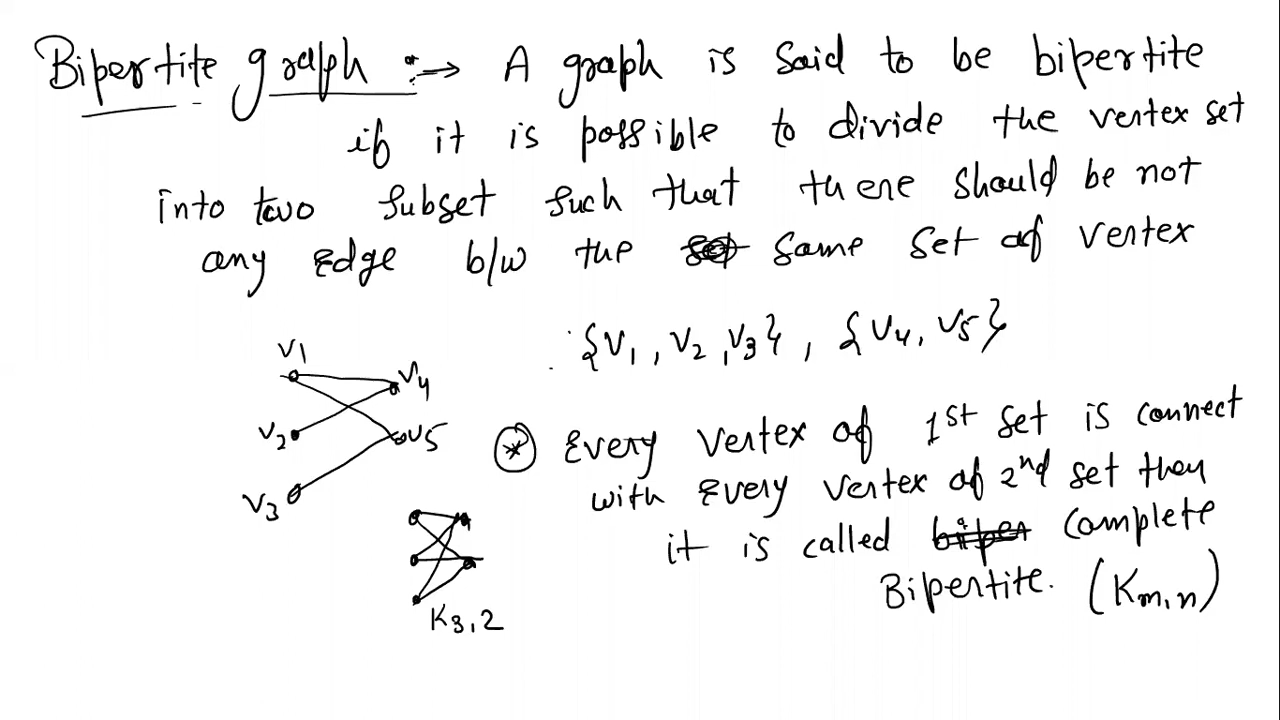 Bipertite graph :→ A graph is said to be bipertite
if it is possible to divide the vertex set
into two subset such that there should be not
any edge b/w the same set of vertex
{V1, V2, V3}, {V4, V5}
V1
V4
V2
V5
V3
* Every vertex of 1st set is connect
with every vertex of 2nd set then
it is called a complete
Bipertite. (Km,n)
K3,2